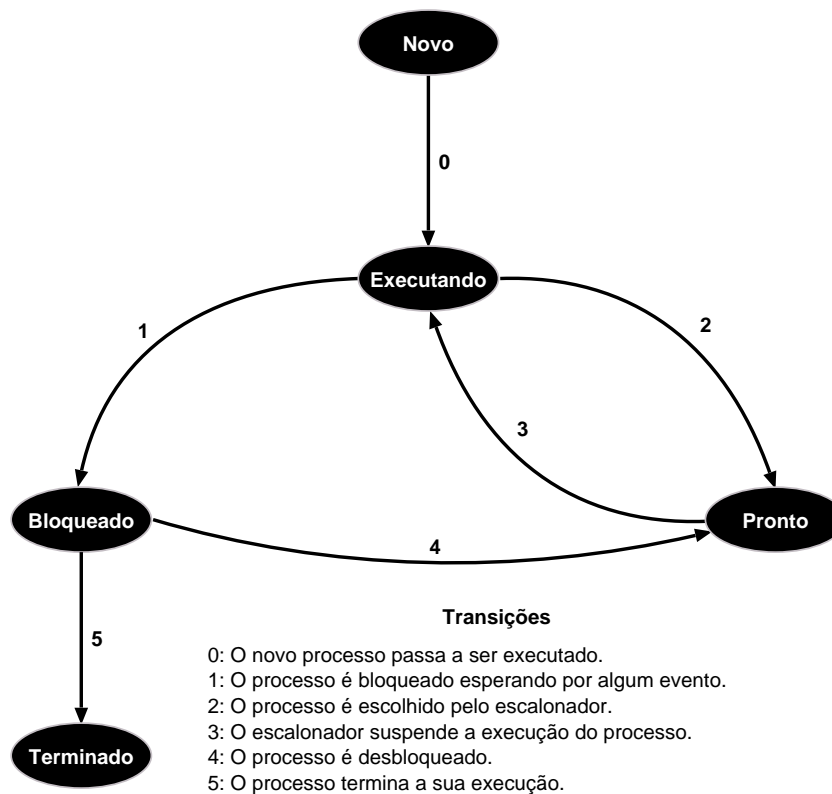 Novo
0
Executando
1
2
3
Bloqueado
Pronto
4
5
Terminado
Transições
0: O novo processo passa a ser executado.
1: O processo é bloqueado esperando por algum evento.
2: O processo é escolhido pelo escalonador.
3: O escalonador suspende a execução do processo.
4: O processo é desbloqueado.
5: O processo termina a sua execução.